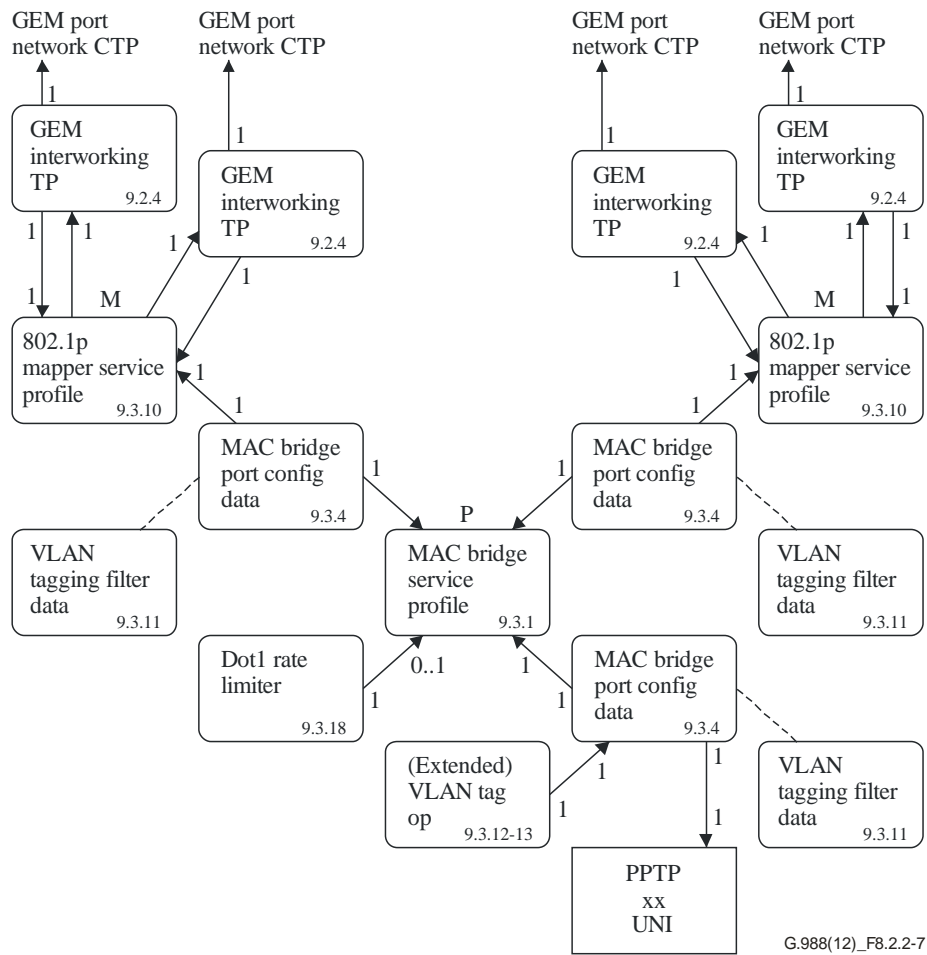 GEM port
network CTP
GEM port
network CTP
GEM port
network CTP
GEM port
network CTP
1
1
1
1
GEM
interworking
TP
9.2.4
GEM
interworking
TP
9.2.4
GEM
interworking
TP
9.2.4
GEM
interworking
TP
9.2.4
1
1
1
1
1
1
1
1
1
M
1
M
802.1p
mapper service
profile
9.3.10
802.1p
mapper service
profile
9.3.10
1
1
1
1
MAC bridge
port config
data
9.3.4
MAC bridge
port config
data
9.3.4
1
1
P
VLAN
tagging filter
data
9.3.11
MAC bridge
service
profile
9.3.1
VLAN
tagging filter
data
9.3.11
Dot1 rate
limiter
9.3.18
0..1
1
1
1
MAC bridge
port config
data
9.3.4
(Extended)
VLAN tag
op
9.3.12-13
1
1
1
1
VLAN
tagging filter
data
9.3.11
PPTP
xx
UNI
G.988(12)_F8.2.2-7